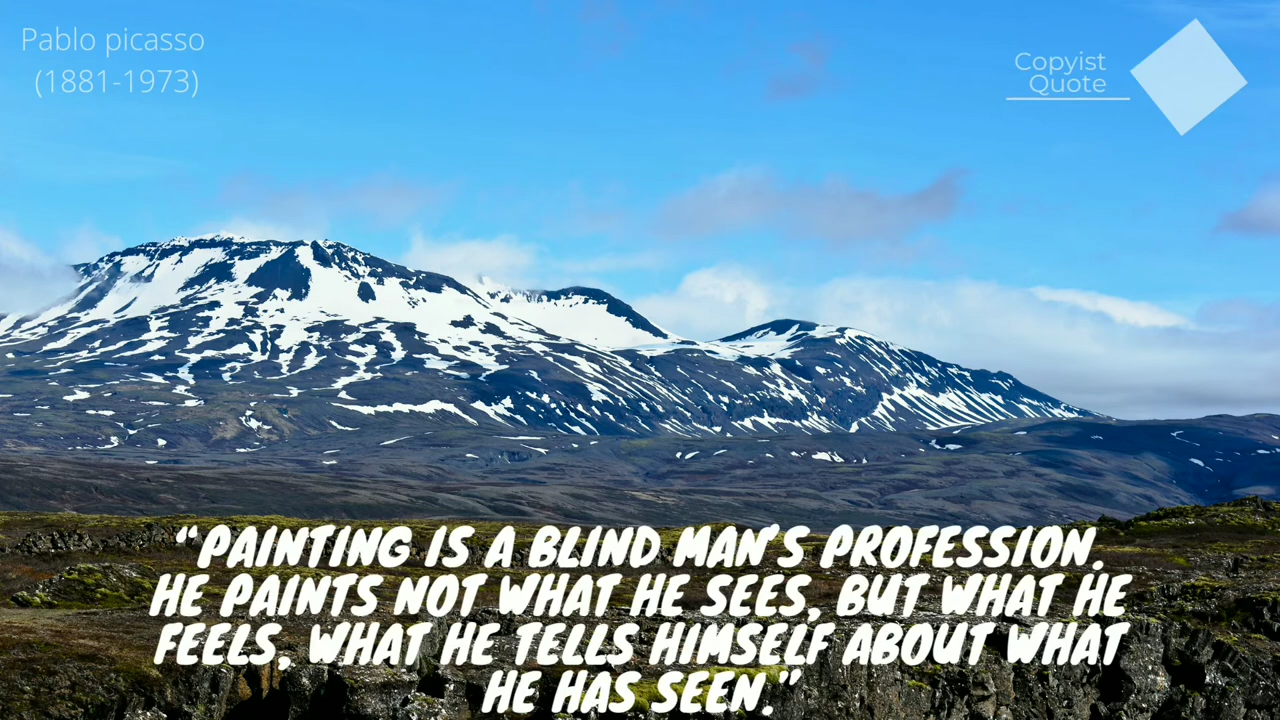 Pablo picasso
(1881-1973)
Copyist
Quote
“PAINTING IS A BLIND MAN'S PROFESSION.
HE PAINTS NOT WHAT HE SEES, BUT WHAT HE
FEELS, WHAT HE TELLS HIMSELF ABOUT WHAT
HE HAS SEEN.”